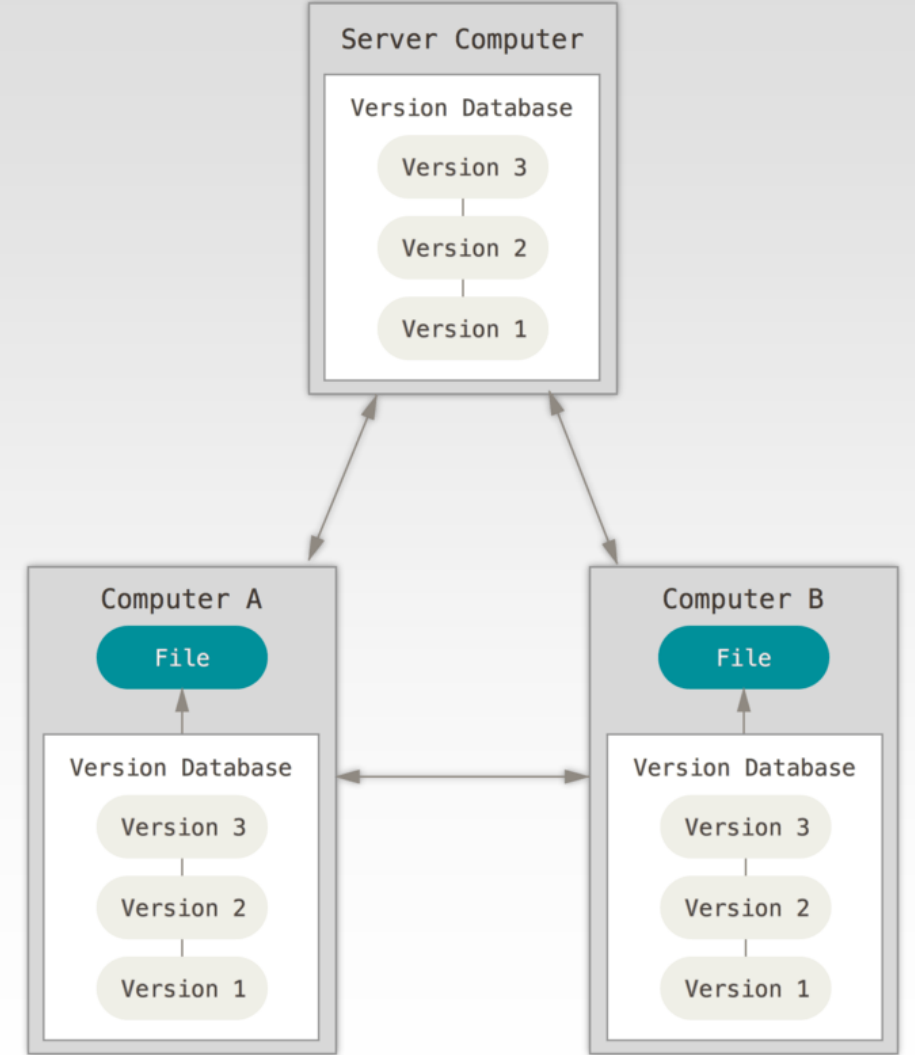 Server Computer
Version Database
Version 3
Version 2
Version 1
Computer A
File
Version Database
Version 3
Version 2
Version 1
Computer B
File
Version Database
Version 3
Version 2
Version 1